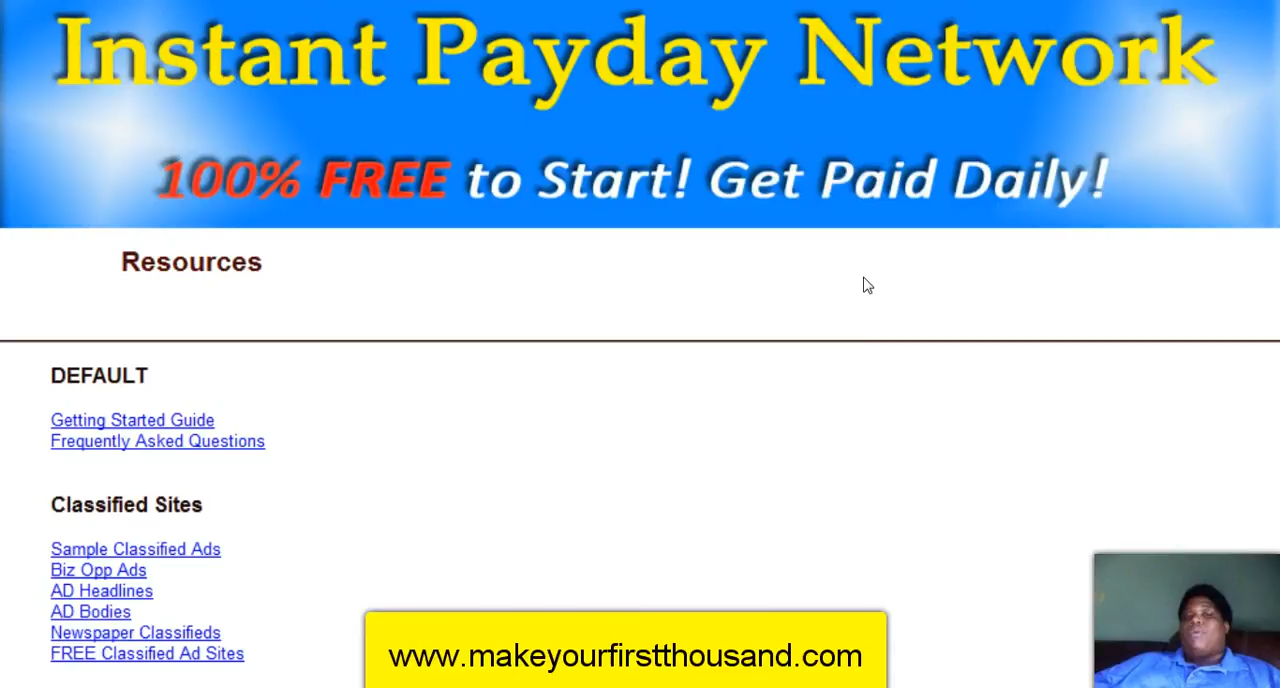 Instant Payday Network
100% FREE to Start! Get Paid Daily!
Resources
DEFAULT
Getting Started Guide
Frequently Asked Questions
Classified Sites
Sample Classified Ads
Biz Opp Ads
AD Headlines
AD Bodies
Newspaper Classifieds
FREE Classified Ad Sites
www.makeyourfirstthousand.com